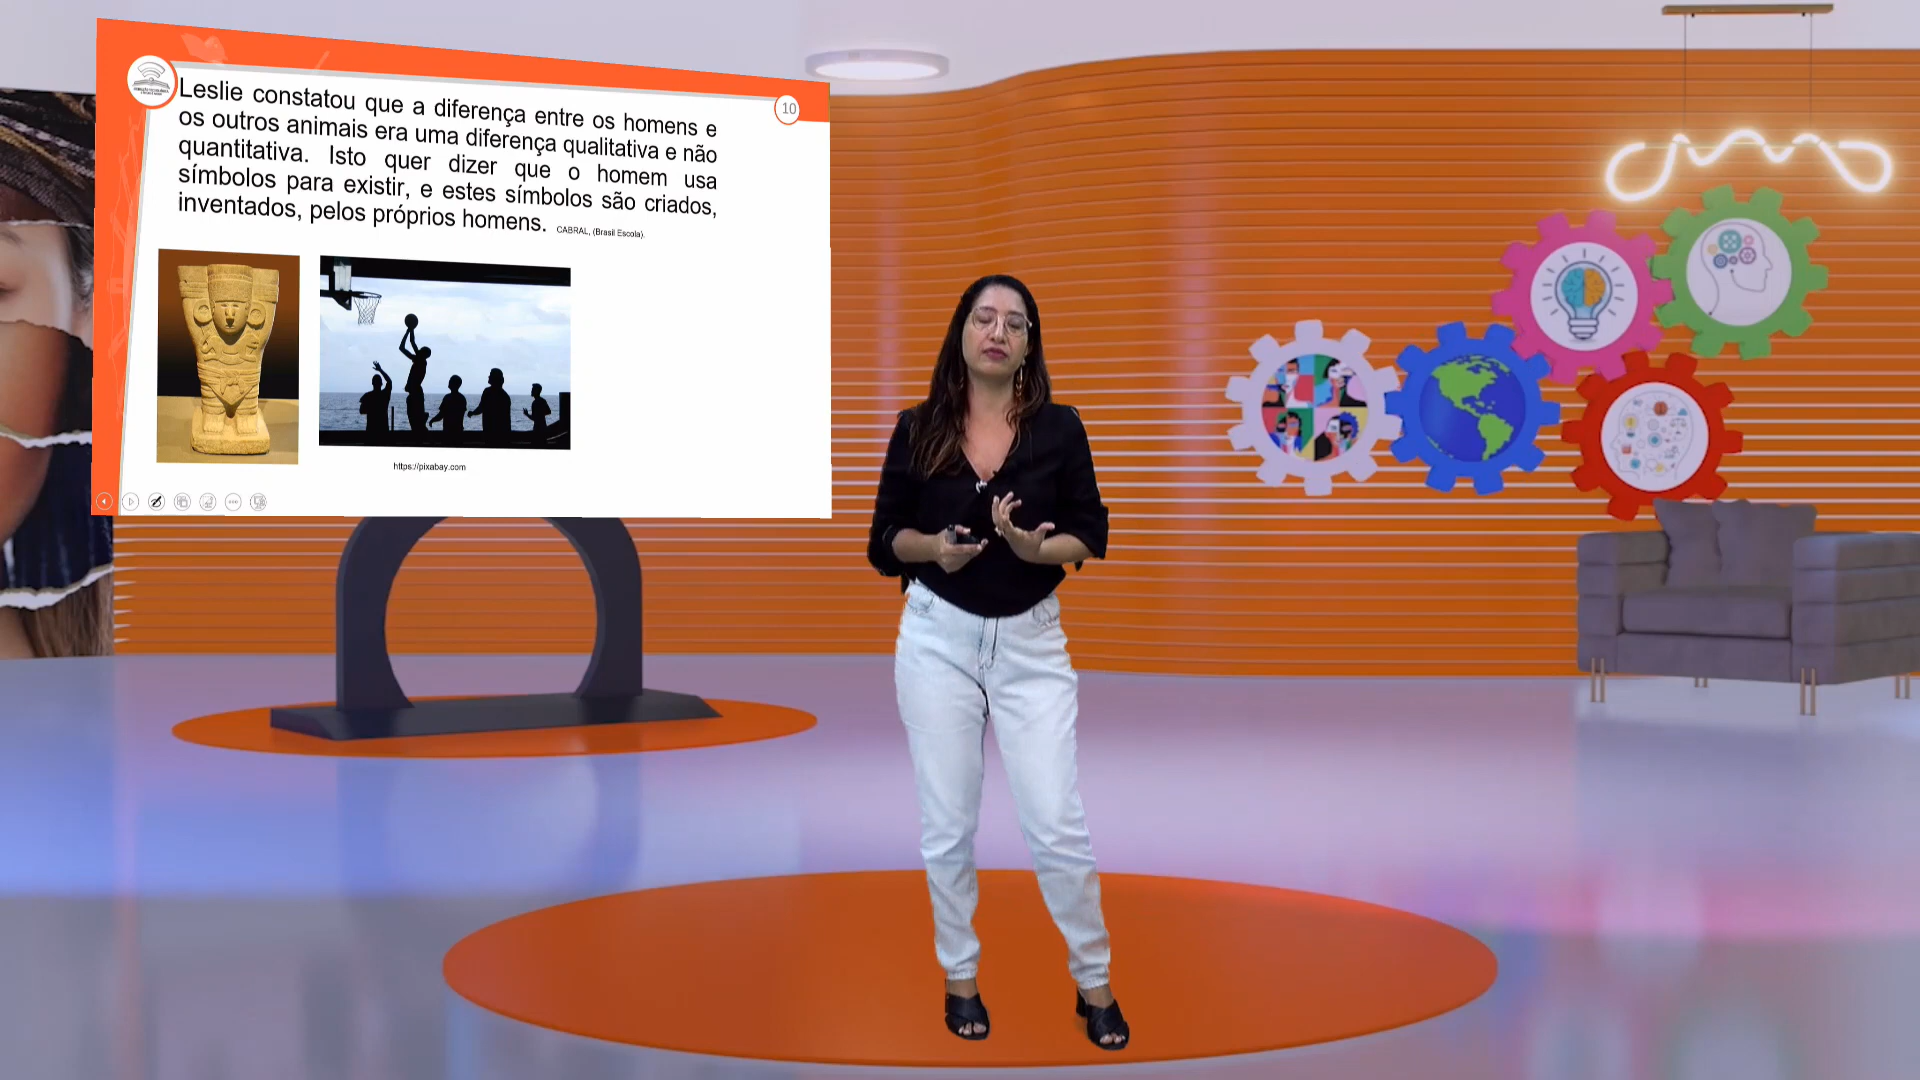 Leslie constatou que a diferença entre os homens e
os outros animais era uma diferença qualitativa e não
quantitativa. Isto quer dizer que o homem usa
símbolos para existir, e estes símbolos são criados,
inventados, pelos próprios homens. CABRAL, (Brasil Escola).
10
https://pixabay.com